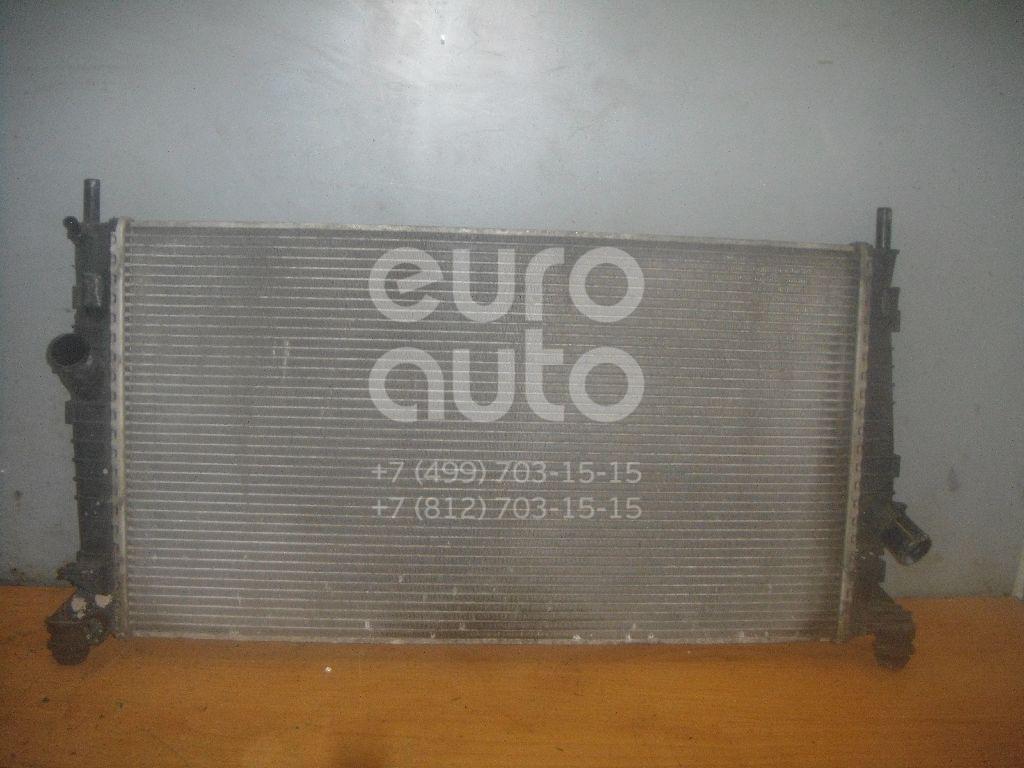 euro
auto
+7 (499) 703-15-15
+7 (812) 703-15-15